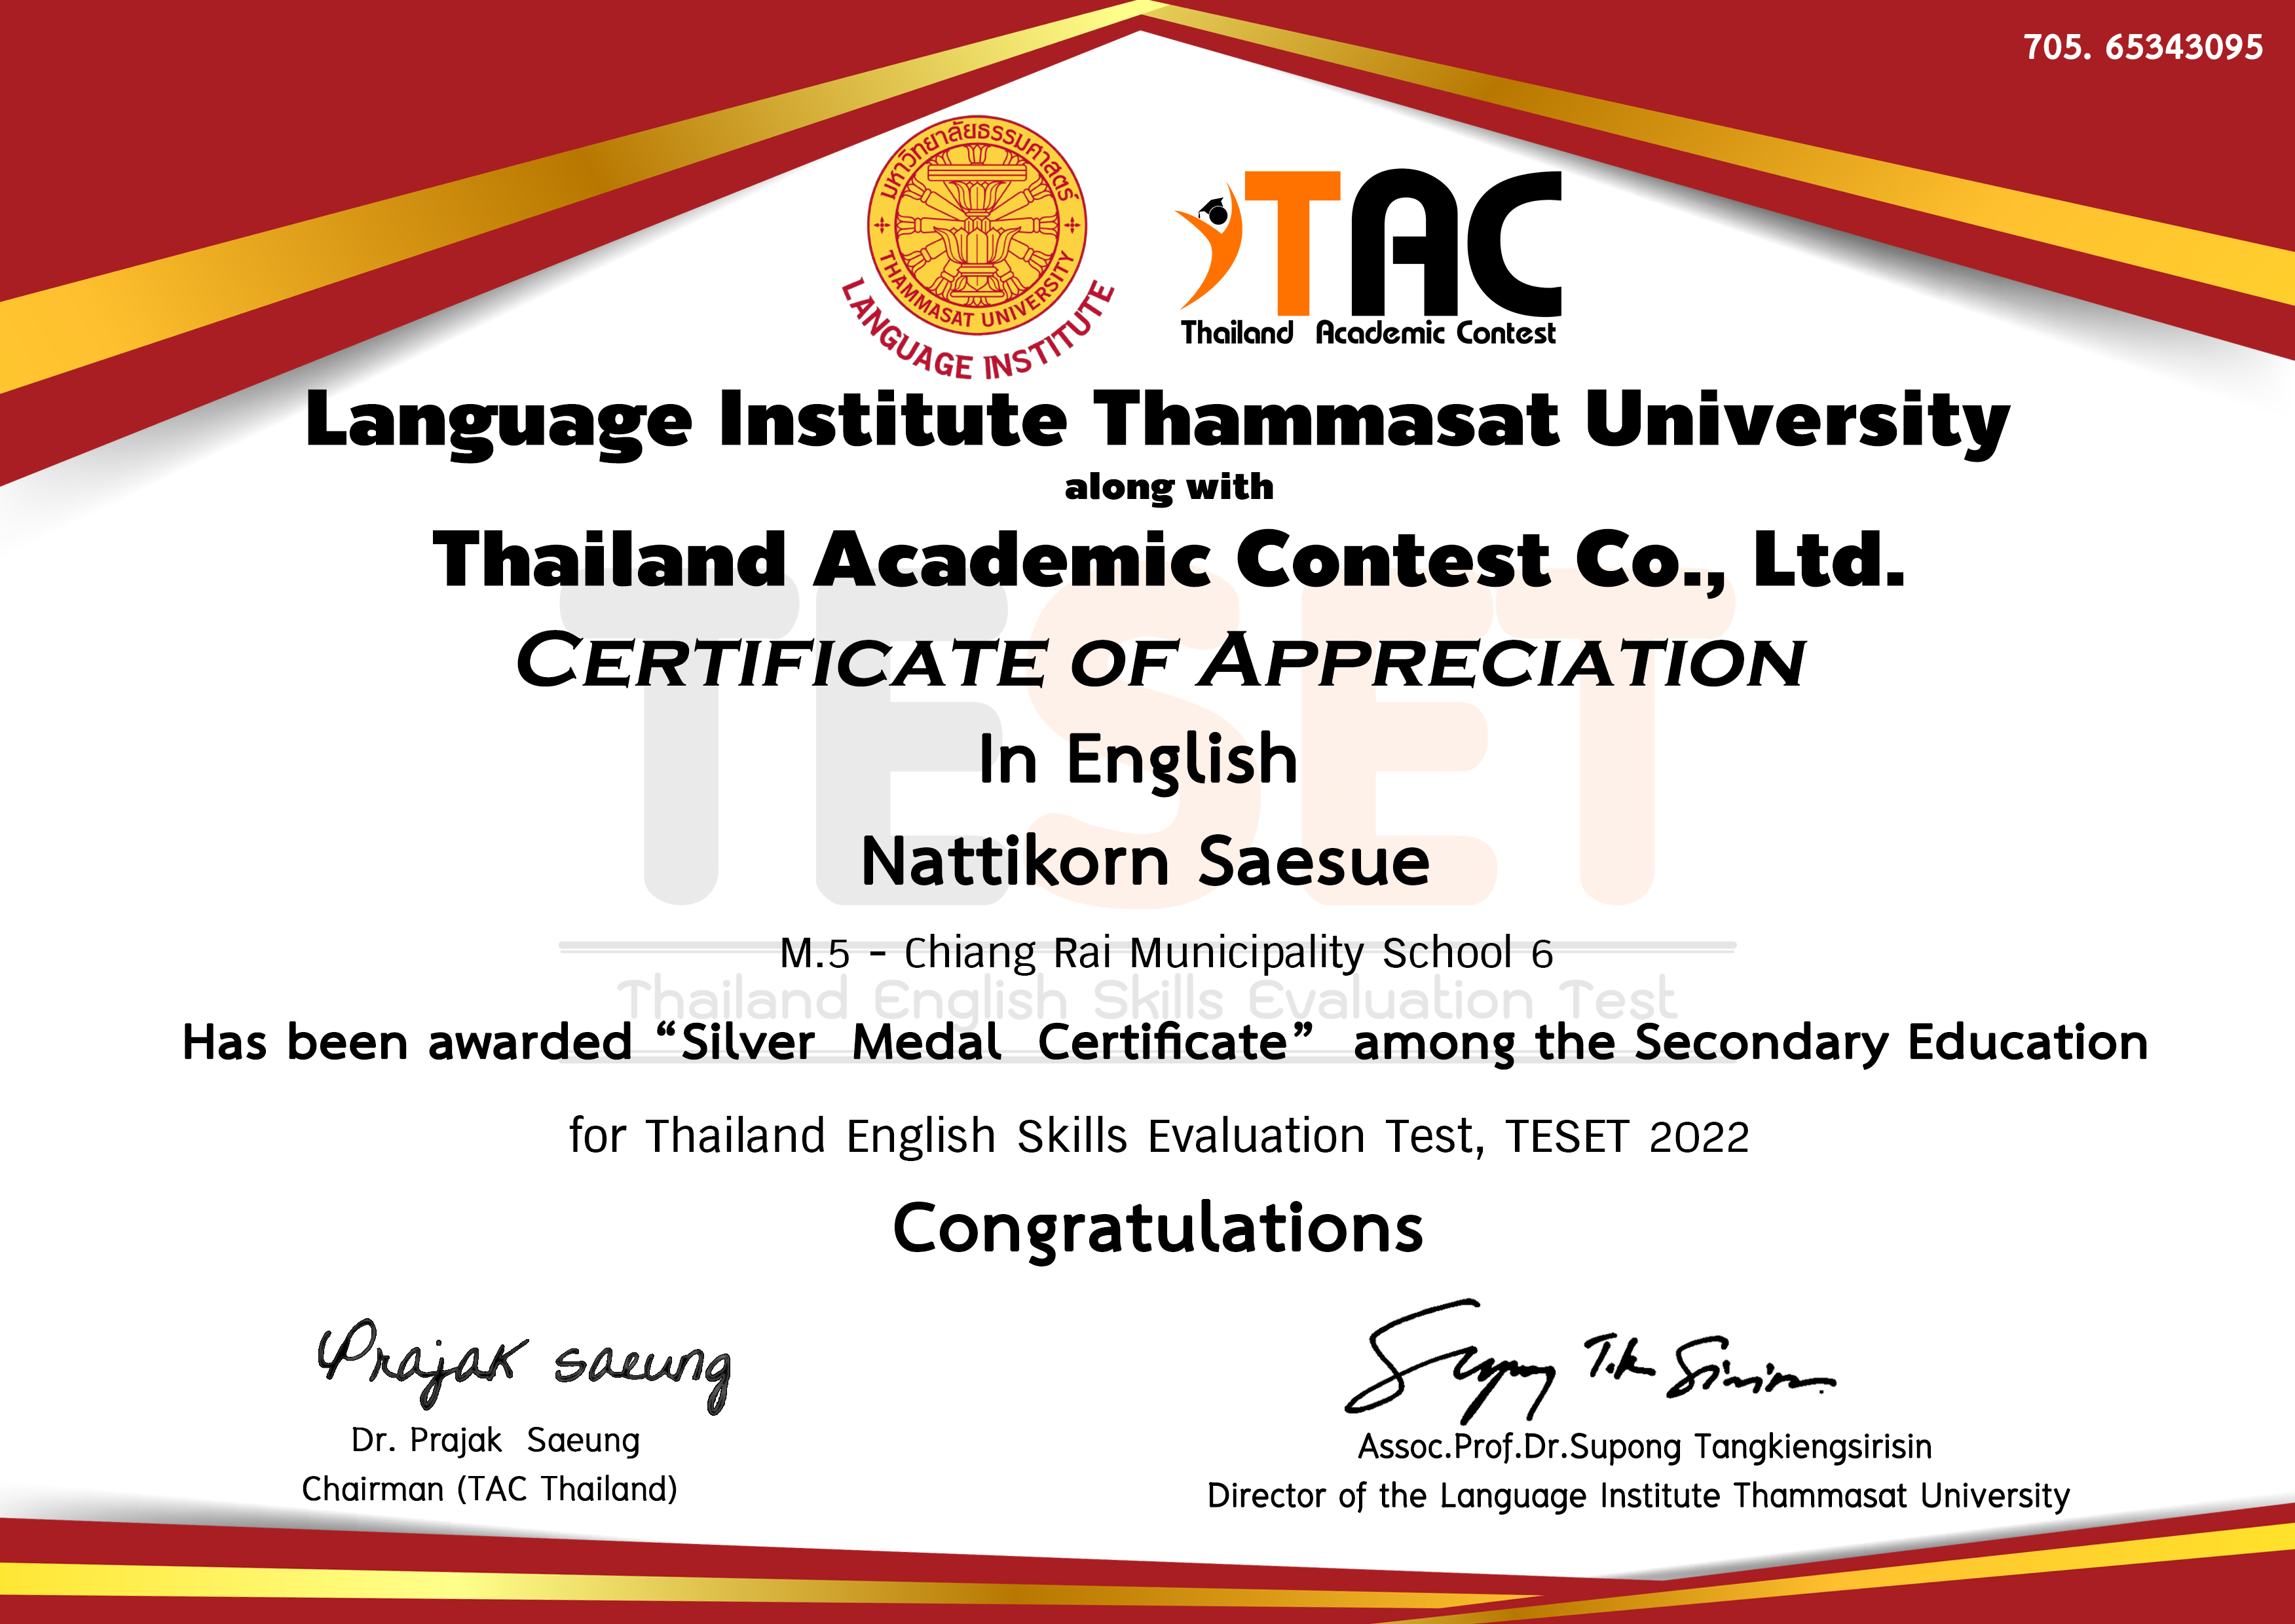 705. 65343095
มหาวิทยาลัยธรรมศาสตร์
THAMMASAT UNIVERSITY
LANGUAGE INSTITUTE
TAC
Thailand Academic Contest
Language Institute Thammasat University
along with
Thailand Academic Contest Co., Ltd.
TESET
CERTIFICATE OF APPRECIATION
In English
Nattikorn Saesue
M.5 - Chiang Rai Municipality School 6
Thailand English Skills Evaluation Test
Has been awarded “Silver Medal Certificate” among the Secondary Education
for Thailand English Skills Evaluation Test, TESET 2022
Congratulations
Prajak Saeung
Dr. Prajak Saeung
Chairman (TAC Thailand)
Assoc.Prof.Dr.Supong Tangkiengsirisin
Director of the Language Institute Thammasat University